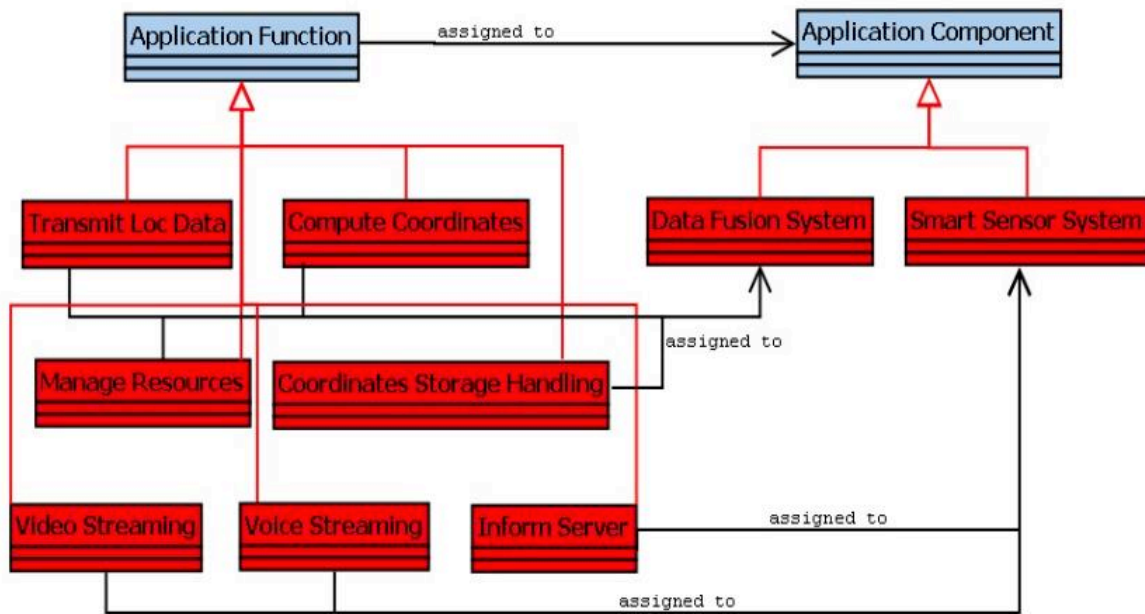 Application Function
assigned to
Application Component
Transmit Loc Data
Compute Coordinates
Data Fusion System
Smart Sensor System
assigned to
Manage Resources
Coordinates Storage Handling
Video Streaming
Voice Streaming
Inform Server
assigned to
assigned to